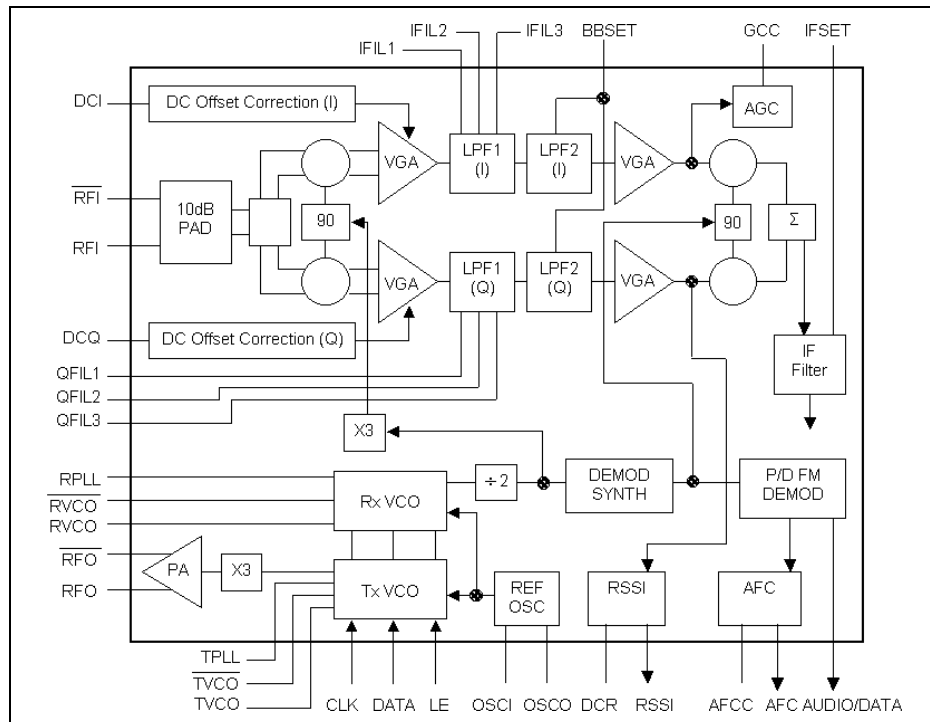 IFIL2 IFIL3 BBSET GCC IFSET
IFIL1
DCI DC Offset Correction (I) AGC
VGA LPF1 (I) LPF2 (I) VGA
RFI 10dB PAD 90 90 Σ
RFI
VGA LPF1 (Q) LPF2 (Q) VGA
DCQ DC Offset Correction (Q)
IF Filter
QFIL1
QFIL2
QFIL3
X3
RPLL
RVCO
RVCO
Rx VCO
÷ 2
DEMOD SYNTH
P/D FM DEMOD
RFO
RFO
PA
X3
Tx VCO
REF OSC
RSSI
AFC
TPLL
TVCO
TVCO
CLK DATA LE OSCI OSCO DCR RSSI AFCC AFC AUDIO/DATA